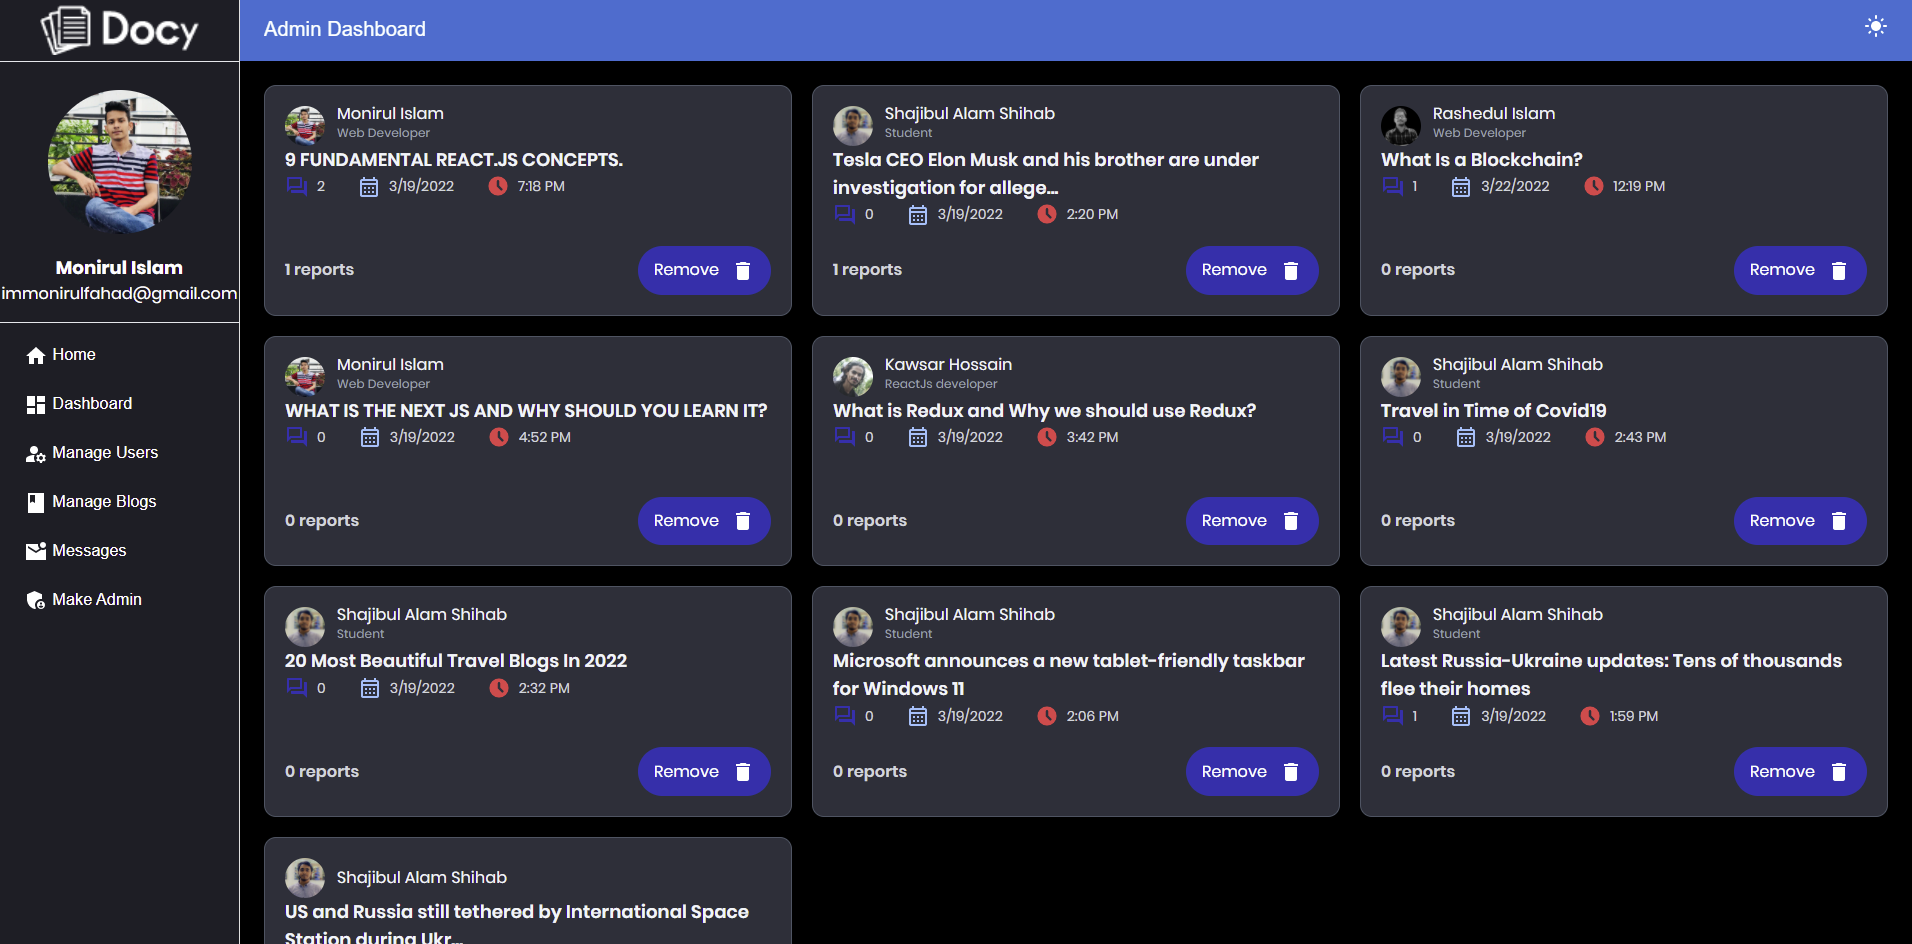 Docy
Admin Dashboard
Monirul Islam
immonirulfahad@gmail.com
Home
Dashboard
Manage Users
Manage Blogs
Messages
Make Admin
Monirul Islam
Web Developer
9 FUNDAMENTAL REACT.JS CONCEPTS.
2 3/19/2022 7:18 PM
1 reports Remove
Shajibul Alam Shihab
Student
Tesla CEO Elon Musk and his brother are under
investigation for allege...
0 3/19/2022 2:20 PM
1 reports Remove
Rashedul Islam
Web Developer
What Is a Blockchain?
1 3/22/2022 12:19 PM
0 reports Remove
Monirul Islam
Web Developer
WHAT IS THE NEXT JS AND WHY SHOULD YOU LEARN IT?
0 3/19/2022 4:52 PM
0 reports Remove
Kawsar Hossain
ReactJs developer
What is Redux and Why we should use Redux?
0 3/19/2022 3:42 PM
0 reports Remove
Shajibul Alam Shihab
Student
Travel in Time of Covid19
0 3/19/2022 2:43 PM
0 reports Remove
Shajibul Alam Shihab
Student
20 Most Beautiful Travel Blogs In 2022
0 3/19/2022 2:32 PM
0 reports Remove
Shajibul Alam Shihab
Student
Microsoft announces a new tablet-friendly taskbar
for Windows 11
0 3/19/2022 2:06 PM
0 reports Remove
Shajibul Alam Shihab
Student
Latest Russia-Ukraine updates: Tens of thousands
flee their homes
1 3/19/2022 1:59 PM
0 reports Remove
Shajibul Alam Shihab
US and Russia still tethered by International Space
Station during Ukr...